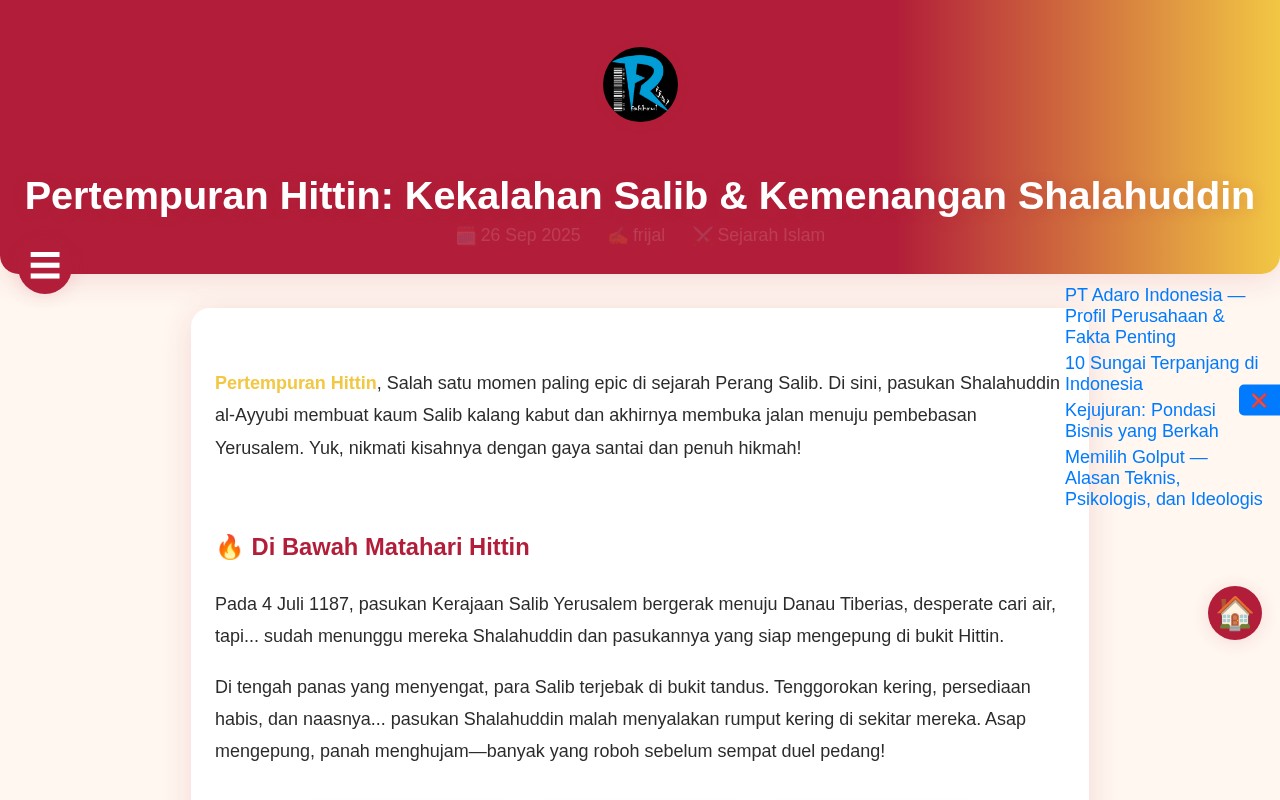 Pertempuran Hittin: Kekalahan Salib & Kemenangan Shalahuddin
🗓️ 26 Sep 2025 ✍️ frijal ⚔️ Sejarah Islam
☰
PT Adaro Indonesia —
Profil Perusahaan &
Fakta Penting
10 Sungai Terpanjang di
Indonesia
Kejujuran: Pondasi
Bisnis yang Berkah
Memilih Golput —
Alasan Teknis,
Psikologis, dan Ideologis
❌
Pertempuran Hittin, Salah satu momen paling epic di sejarah Perang Salib. Di sini, pasukan Shalahuddin
al-Ayyubi membuat kaum Salib kalang kabut dan akhirnya membuka jalan menuju pembebasan
Yerusalem. Yuk, nikmati kisahnya dengan gaya santai dan penuh hikmah!
🔥 Di Bawah Matahari Hittin
Pada 4 Juli 1187, pasukan Kerajaan Salib Yerusalem bergerak menuju Danau Tiberias, desperate cari air,
tapi... sudah menunggu mereka Shalahuddin dan pasukannya yang siap mengepung di bukit Hittin.
Di tengah panas yang menyengat, para Salib terjebak di bukit tandus. Tenggorokan kering, persediaan
habis, dan naasnya... pasukan Shalahuddin malah menyalakan rumput kering di sekitar mereka. Asap
mengepung, panah menghujam—banyak yang roboh sebelum sempat duel pedang!
🏠